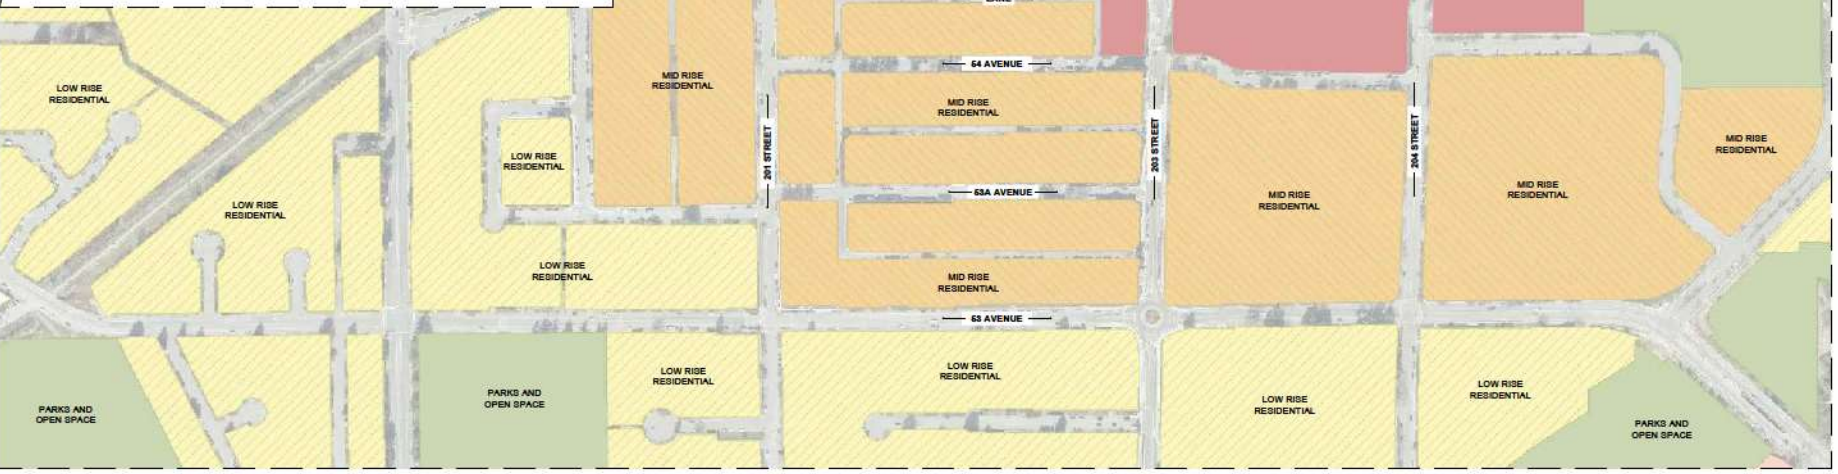 LANE
54 AVENUE
LOW RISE
RESIDENTIAL
MID RISE
RESIDENTIAL
MID RISE
RESIDENTIAL
201 STREET
203 STREET
204 STREET
MID RISE
RESIDENTIAL
LOW RISE
RESIDENTIAL
53A AVENUE
MID RISE
RESIDENTIAL
MID RISE
RESIDENTIAL
LOW RISE
RESIDENTIAL
LOW RISE
RESIDENTIAL
MID RISE
RESIDENTIAL
53 AVENUE
LOW RISE
RESIDENTIAL
LOW RISE
RESIDENTIAL
LOW RISE
RESIDENTIAL
PARKS AND
OPEN SPACE
LOW RISE
RESIDENTIAL
PARKS AND
OPEN SPACE
PARKS AND
OPEN SPACE